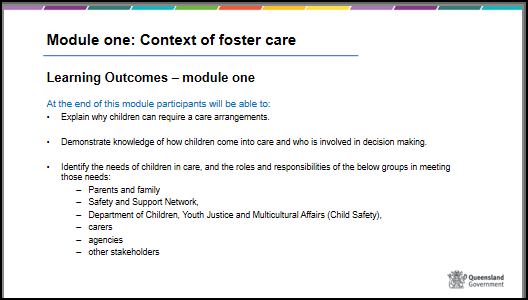 Module one: Context of foster care
Learning Outcomes – module one
At the end of this module participants will be able to:
• Explain why children can require a care arrangements.
• Demonstrate knowledge of how children come into care and who is involved in decision making.
• Identify the needs of children in care, and the roles and responsibilities of the below groups in meeting
those needs:
– Parents and family
– Safety and Support Network,
– Department of Children, Youth Justice and Multicultural Affairs (Child Safety),
– carers
– agencies
– other stakeholders
Queensland
Government